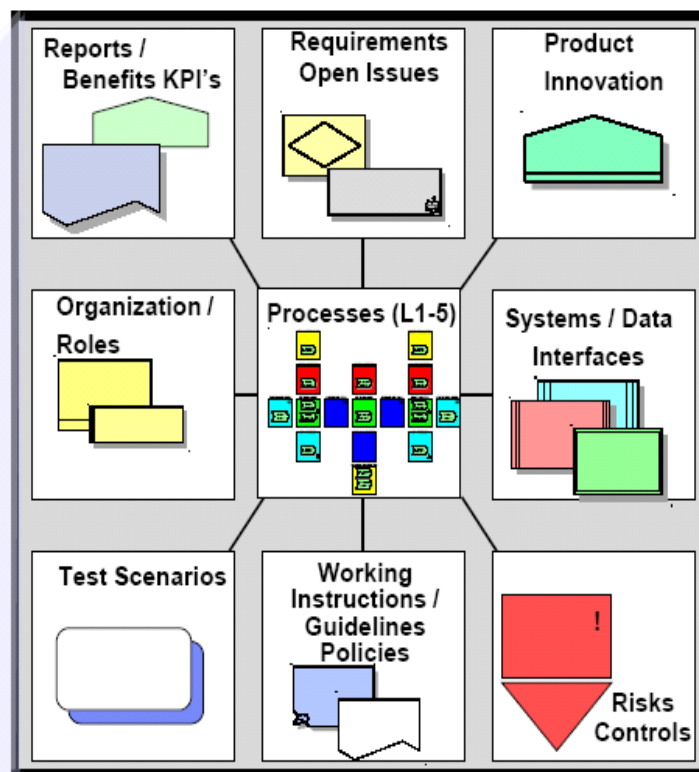 Reports /
Benefits KPI's
Requirements
Open Issues
Product
Innovation
Organization /
Roles
Processes (L1-5)
Systems / Data
Interfaces
Test Scenarios
Working
Instructions /
Guidelines
Policies
!
Risks
Controls